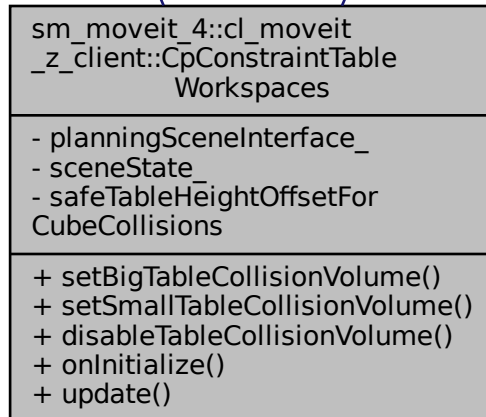 sm_moveit_4::cl_moveit
_z_client::CpConstraintTable
Workspaces
- planningSceneInterface_
- sceneState_
- safeTableHeightOffsetFor
CubeCollisions
+ setBigTableCollisionVolume()
+ setSmallTableCollisionVolume()
+ disableTableCollisionVolume()
+ onInitialize()
+ update()